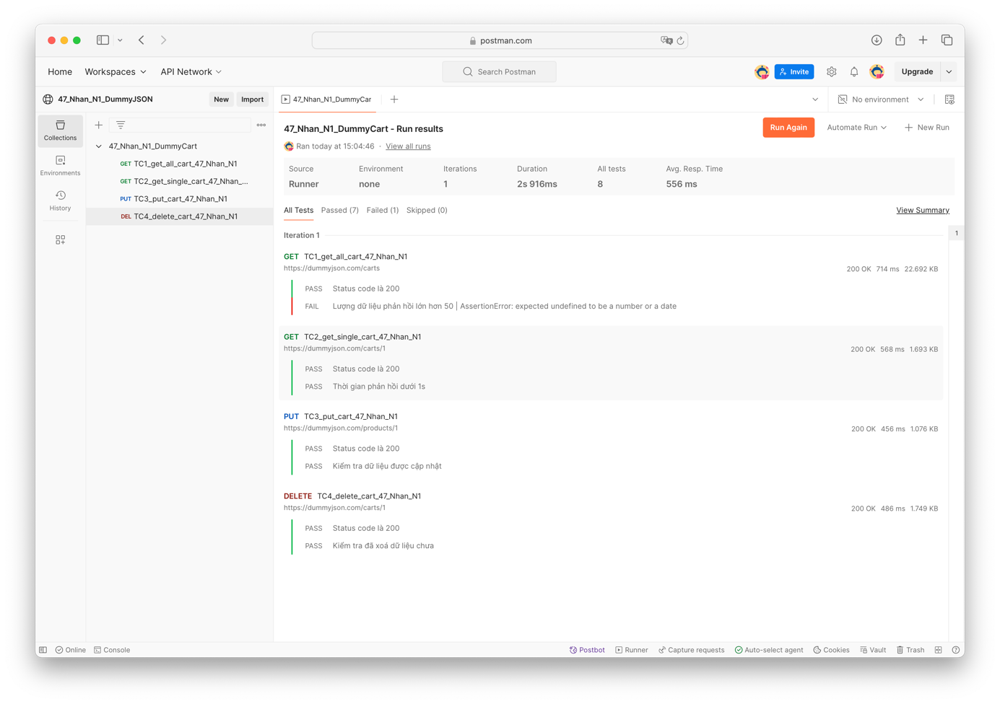 postman.com
Home Workspaces API Network
Search Postman
Invite
Upgrade
47_Nhan_N1_DummyJSON
New Import
47_Nhan_N1_DummyCar
No environment
Collections
Environments
History
47_Nhan_N1_DummyCart
GET TC1_get_all_cart_47_Nhan_N1
GET TC2_get_single_cart_47_Nhan_...
PUT TC3_put_cart_47_Nhan_N1
DEL TC4_delete_cart_47_Nhan_N1
47_Nhan_N1_DummyCart - Run results
Run Again Automate Run New Run
Ran today at 15:04:46 · View all runs
Source Environment Iterations Duration All tests Avg. Resp. Time
Runner none 1 2s 916ms 8 556 ms
All Tests Passed (7) Failed (1) Skipped (0) View Summary
Iteration 1
1
GET TC1_get_all_cart_47_Nhan_N1
https://dummyjson.com/carts 200 OK 714 ms 22.692 KB
PASS Status code là 200
FAIL Lượng dữ liệu phản hồi lớn hơn 50 | AssertionError: expected undefined to be a number or a date
GET TC2_get_single_cart_47_Nhan_N1
https://dummyjson.com/carts/1 200 OK 568 ms 1.693 KB
PASS Status code là 200
PASS Thời gian phản hồi dưới 1s
PUT TC3_put_cart_47_Nhan_N1
https://dummyjson.com/products/1 200 OK 456 ms 1.076 KB
PASS Status code là 200
PASS Kiểm tra dữ liệu được cập nhật
DELETE TC4_delete_cart_47_Nhan_N1
https://dummyjson.com/carts/1 200 OK 486 ms 1.749 KB
PASS Status code là 200
PASS Kiểm tra đã xoá dữ liệu chưa
Online Console Postbot Runner Capture requests Auto-select agent Cookies Vault Trash